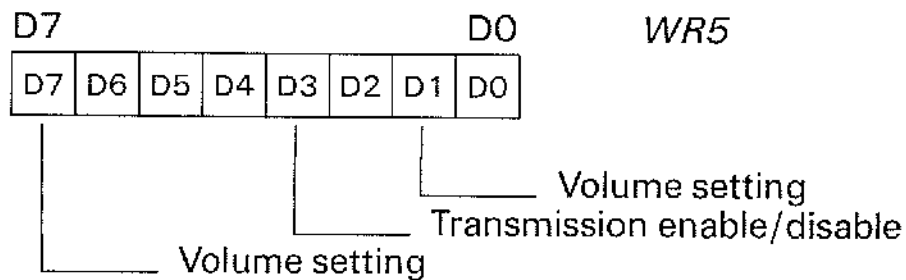 D7 D0 WR5
D7 D6 D5 D4 D3 D2 D1 D0
Volume setting
Transmission enable/disable
Volume setting